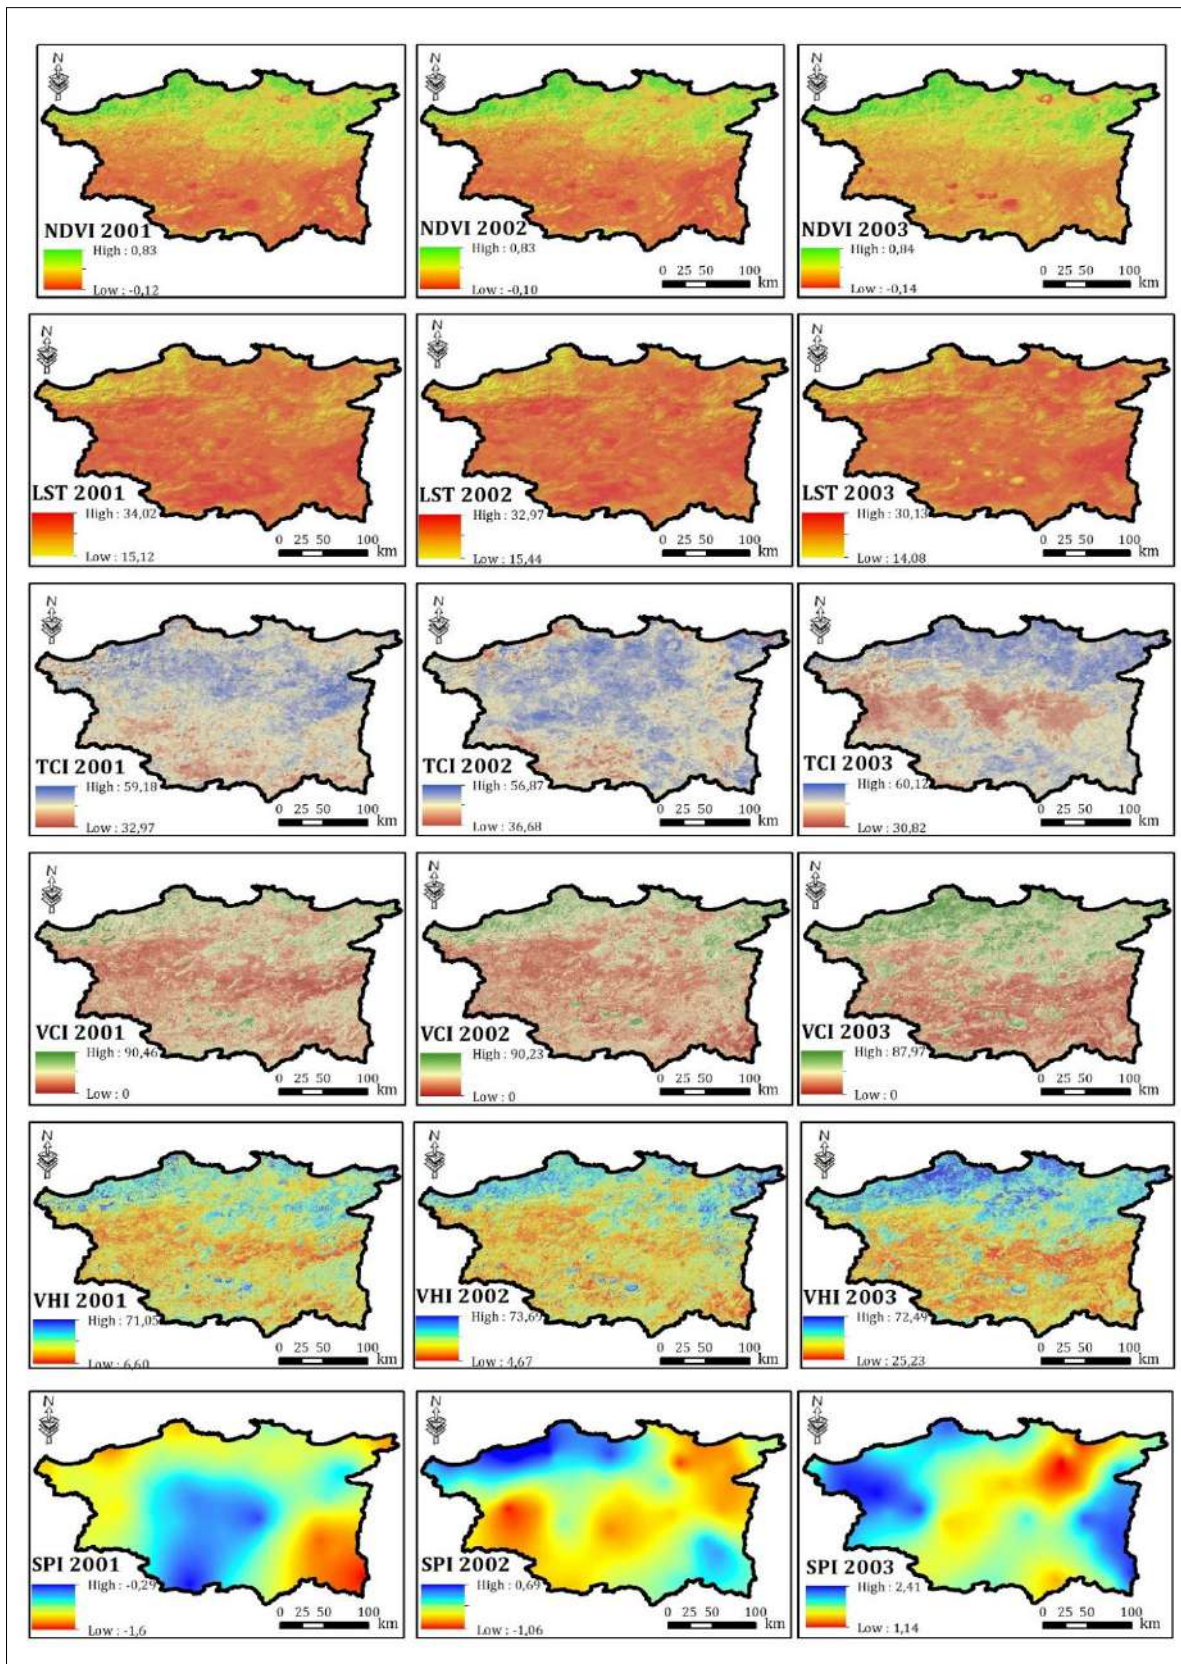 N N N
NDVI 2001 NDVI 2002 NDVI 2003
High : 0,83 High : 0,83 High : 0,84
0 25 50 100 0 25 50 100
Low : -0,12 Low : -0,10 km Low : -0,14 km
N N N
LST 2001 LST 2002 LST 2003
High : 34,02 High : 32,97 High : 30,13
0 25 50 100 0 25 50 100 0 25 50 100
Low : 15,12 km Low : 15,44 km Low : 14,08 km
N N N
TCI 2001 TCI 2002 TCI 2003
High : 59,18 High : 56,87 High : 60,12
0 25 50 100 0 25 50 100 0 25 50 100
Low : 32,97 km Low : 36,68 km Low : 30,82 km
N N N
VCI 2001 VCI 2002 VCI 2003
High : 90,46 High : 90,23 High : 87,97
0 25 50 100 0 25 50 100 0 25 50 100
Low : 0 km Low : 0 km Low : 0 km
N N N
VHI 2001 VHI 2002 VHI 2003
High : 71,05 High : 73,69 High : 72,49
0 25 50 100 0 25 50 100 0 25 50 100
Low : 6,60 km Low : 4,67 km Low : 25,23 km
N N N
SPI 2001 SPI 2002 SPI 2003
High : -0,29 High : 0,69 High : 2,41
0 25 50 100 0 25 50 100 0 25 50 100
Low : -1,6 km Low : -1,06 km Low : 1,14 km